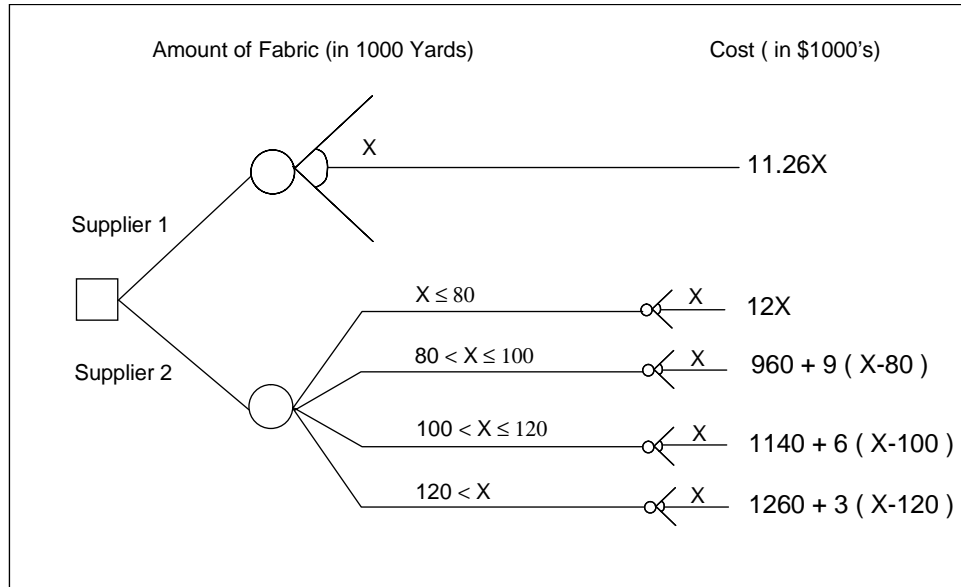 Amount of Fabric (in 1000 Yards) Cost ( in $1000's)
X 11.26X
Supplier 1
X ≤ 80 X 12X
Supplier 2
80 < X ≤ 100 X 960 + 9 ( X-80 )
100 < X ≤ 120 X 1140 + 6 ( X-100 )
120 < X X 1260 + 3 ( X-120 )